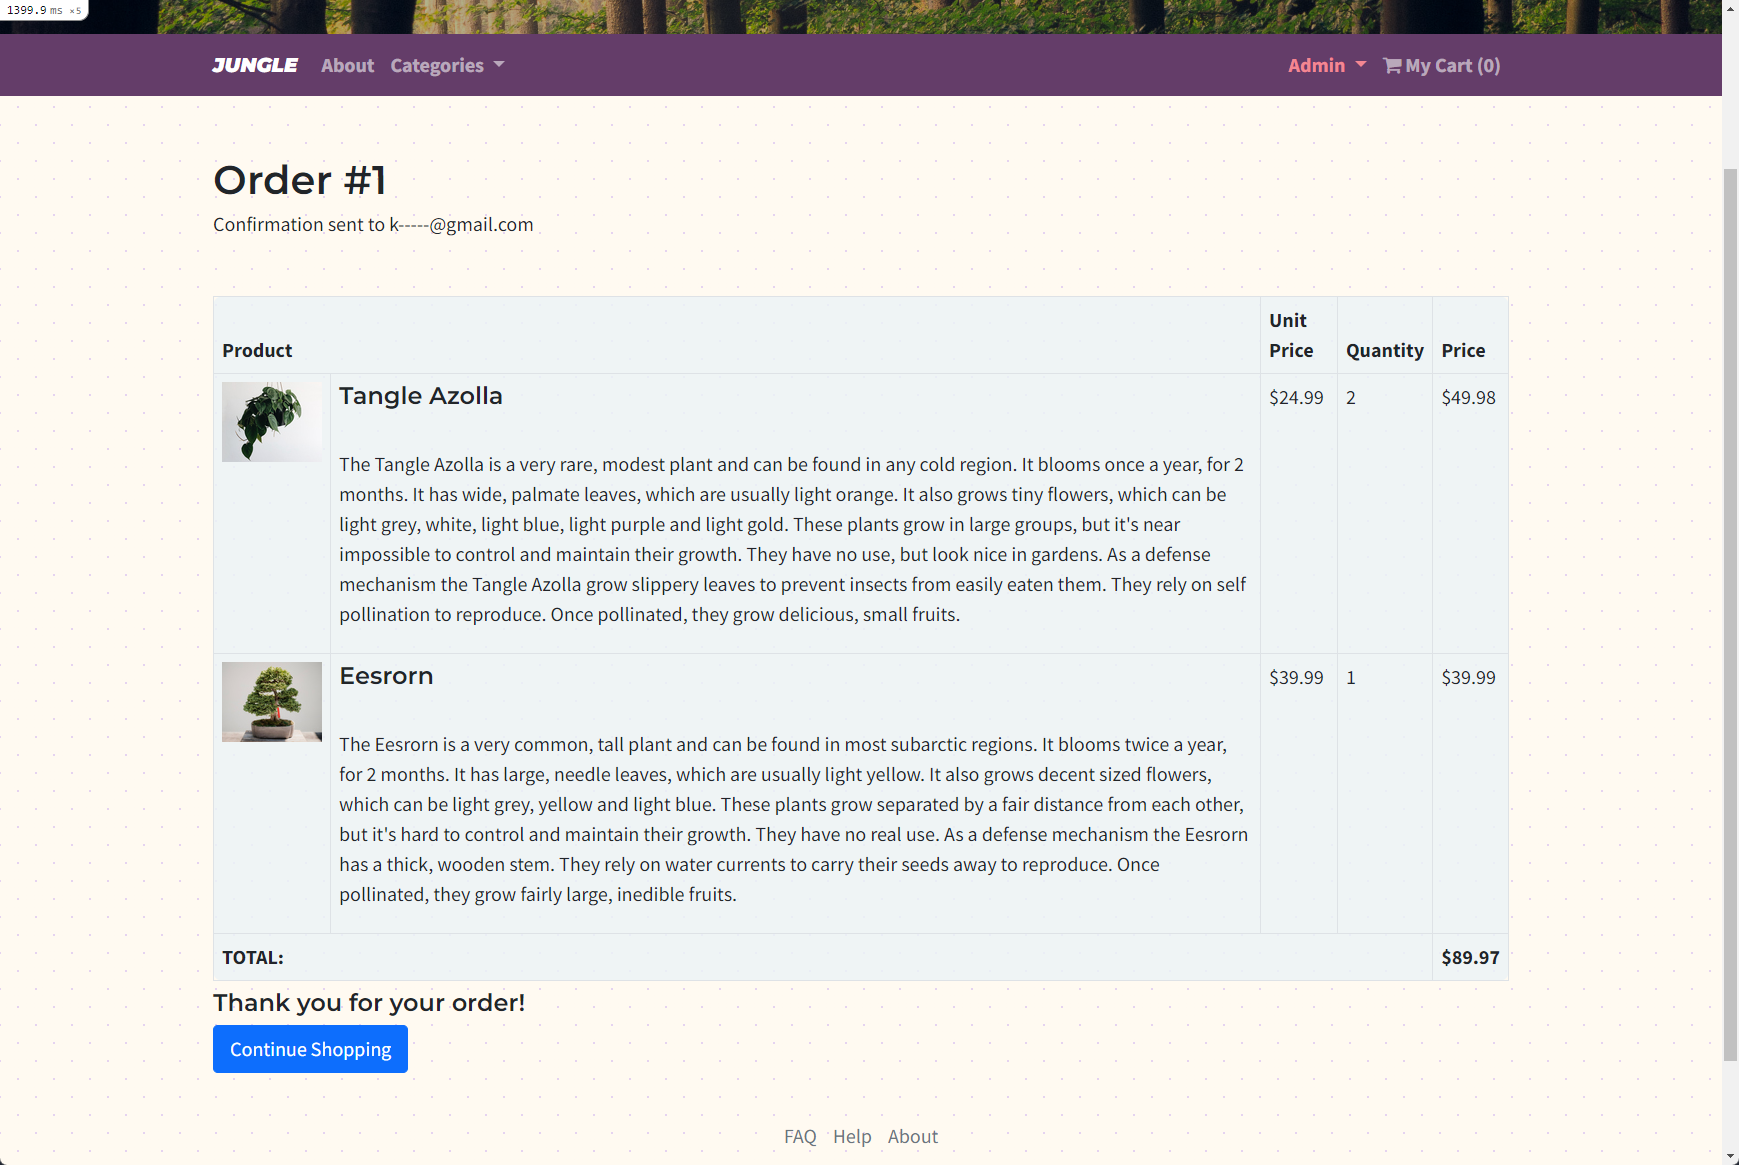 1399.9 ms ×5
JUNGLE About Categories Admin My Cart (0)
Order #1
Confirmation sent to k-----@gmail.com
Product Unit Price Quantity Price
Tangle Azolla $24.99 2 $49.98
The Tangle Azolla is a very rare, modest plant and can be found in any cold region. It blooms once a year, for 2
months. It has wide, palmate leaves, which are usually light orange. It also grows tiny flowers, which can be
light grey, white, light blue, light purple and light gold. These plants grow in large groups, but it's near
impossible to control and maintain their growth. They have no use, but look nice in gardens. As a defense
mechanism the Tangle Azolla grow slippery leaves to prevent insects from easily eaten them. They rely on self
pollination to reproduce. Once pollinated, they grow delicious, small fruits.
Eesrorn $39.99 1 $39.99
The Eesrorn is a very common, tall plant and can be found in most subarctic regions. It blooms twice a year,
for 2 months. It has large, needle leaves, which are usually light yellow. It also grows decent sized flowers,
which can be light grey, yellow and light blue. These plants grow separated by a fair distance from each other,
but it's hard to control and maintain their growth. They have no real use. As a defense mechanism the Eesrorn
has a thick, wooden stem. They rely on water currents to carry their seeds away to reproduce. Once
pollinated, they grow fairly large, inedible fruits.
TOTAL: $89.97
Thank you for your order!
Continue Shopping
FAQ Help About